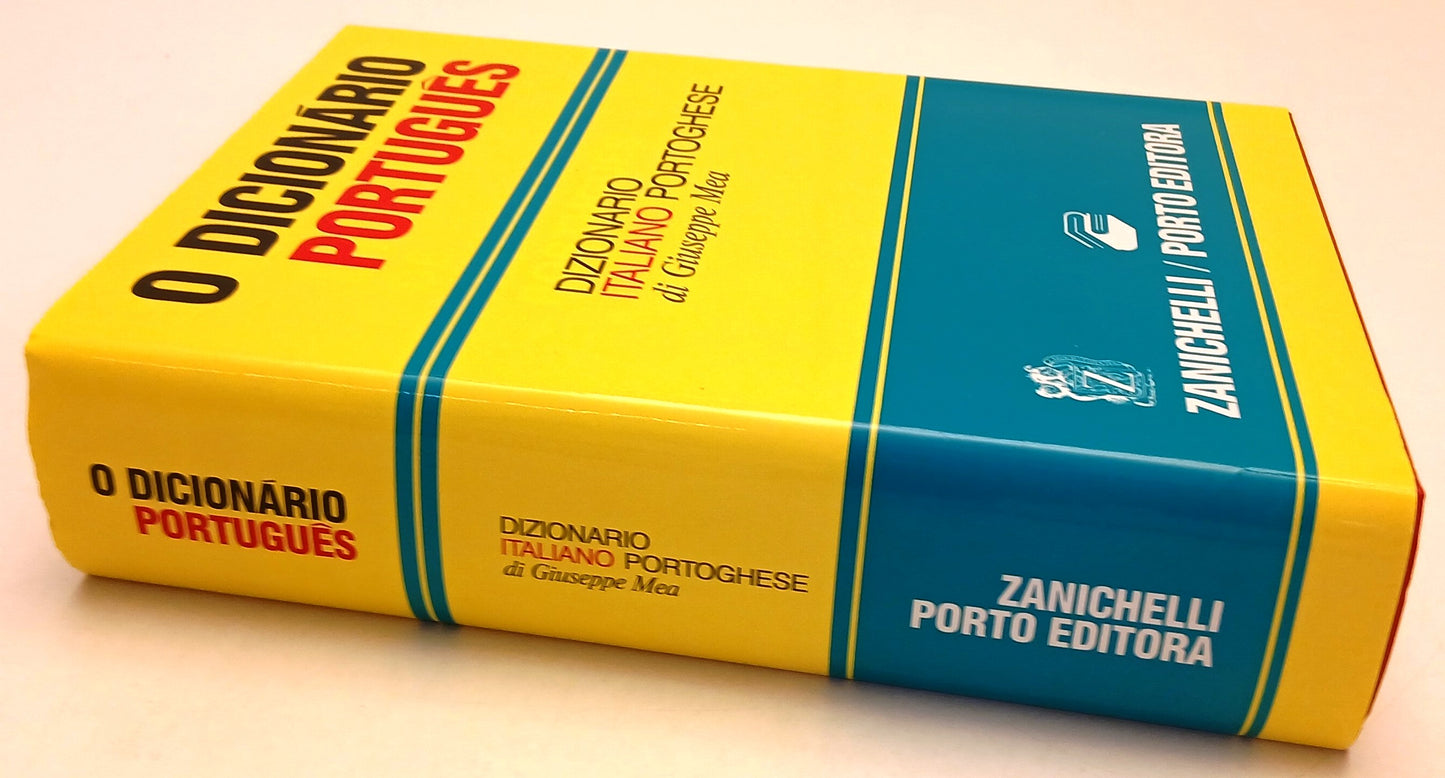 O DICIONÁRIO
PORTUGUÊS
DIZIONARIO
ITALIANO PORTOGHESE
di Giuseppe Mea
Z
ZANICHELLI / PORTO EDITORA
O DICIONÁRIO
PORTUGUÊS
DIZIONARIO
ITALIANO PORTOGHESE
di Giuseppe Mea
ZANICHELLI
PORTO EDITORA